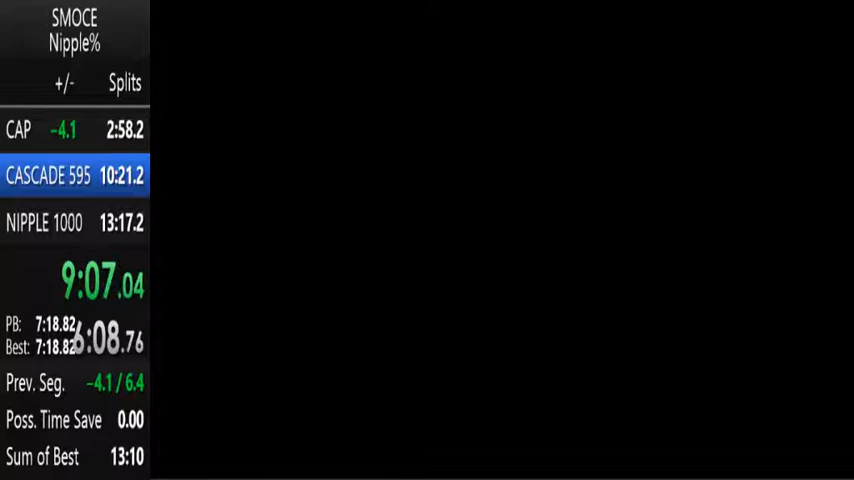 SMOCE
Nipple%
+/- Splits
CAP -4.1 2:58.2
CASCADE 595 10:21.2
NIPPLE 1000 13:17.2
9:07.04
PB: 7:18.82
6:08.76
Best: 7:18.82
Prev. Seg. -4.1 / 6.4
Poss. Time Save 0.00
Sum of Best 13:10